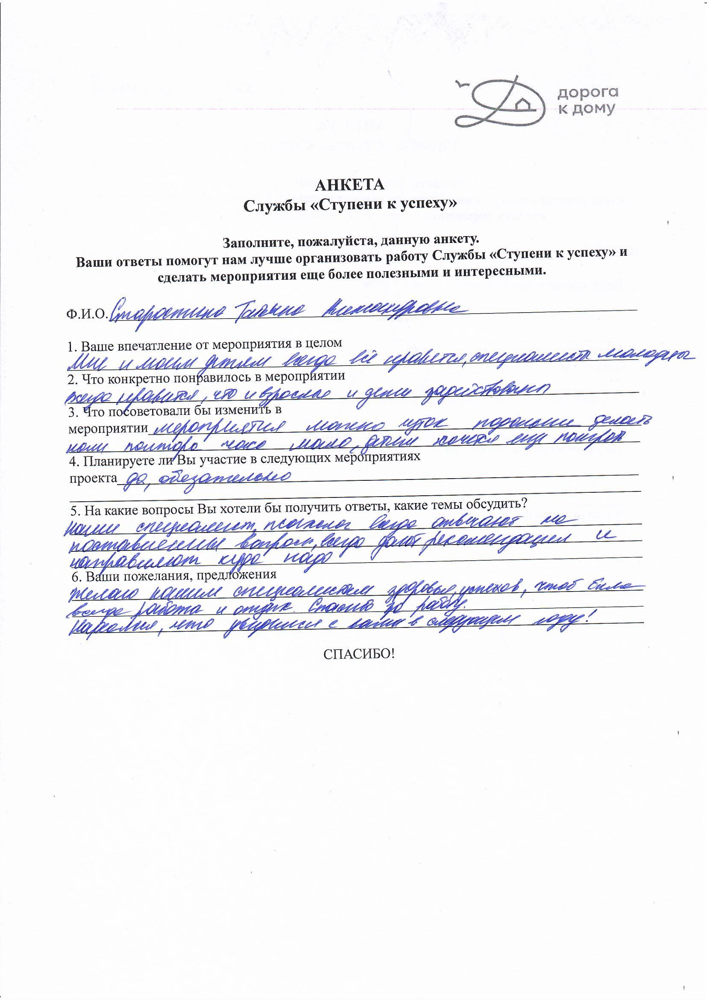 дорога
к дому
АНКЕТА
Службы «Ступени к успеху»
Заполните, пожалуйста, данную анкету.
Ваши ответы помогут нам лучше организовать работу Службы «Ступени к успеху» и
сделать мероприятия еще более полезными и интересными.
Ф.И.О. Старостина Татьяна Александровна
1. Ваше впечатление от мероприятия в целом
Мне и моим детям всегда всё нравится, специалисты молодцы
2. Что конкретно понравилось в мероприятии
всегда нравится, что и взрослые и дети задействованы
3. Что посоветовали бы изменить в
мероприятии мероприятия можно чуток подольше делать
полтора часа мало, детям хочется еще поиграть
4. Планируете ли Вы участие в следующих мероприятиях
проекта да, обязательно
5. На какие вопросы Вы хотели бы получить ответы, какие темы обсудить?
наши специалист, психолог всегда отвечают на
поставленные вопросы, всегда дают рекомендации и
направляют куда надо
6. Ваши пожелания, предложения
желаю нашим специалистам здоровья, успехов, чтоб была
всегда работа и отдых. Спасибо за работу.
Надеемся, что увидимся с вами в следующем году!
СПАСИБО!